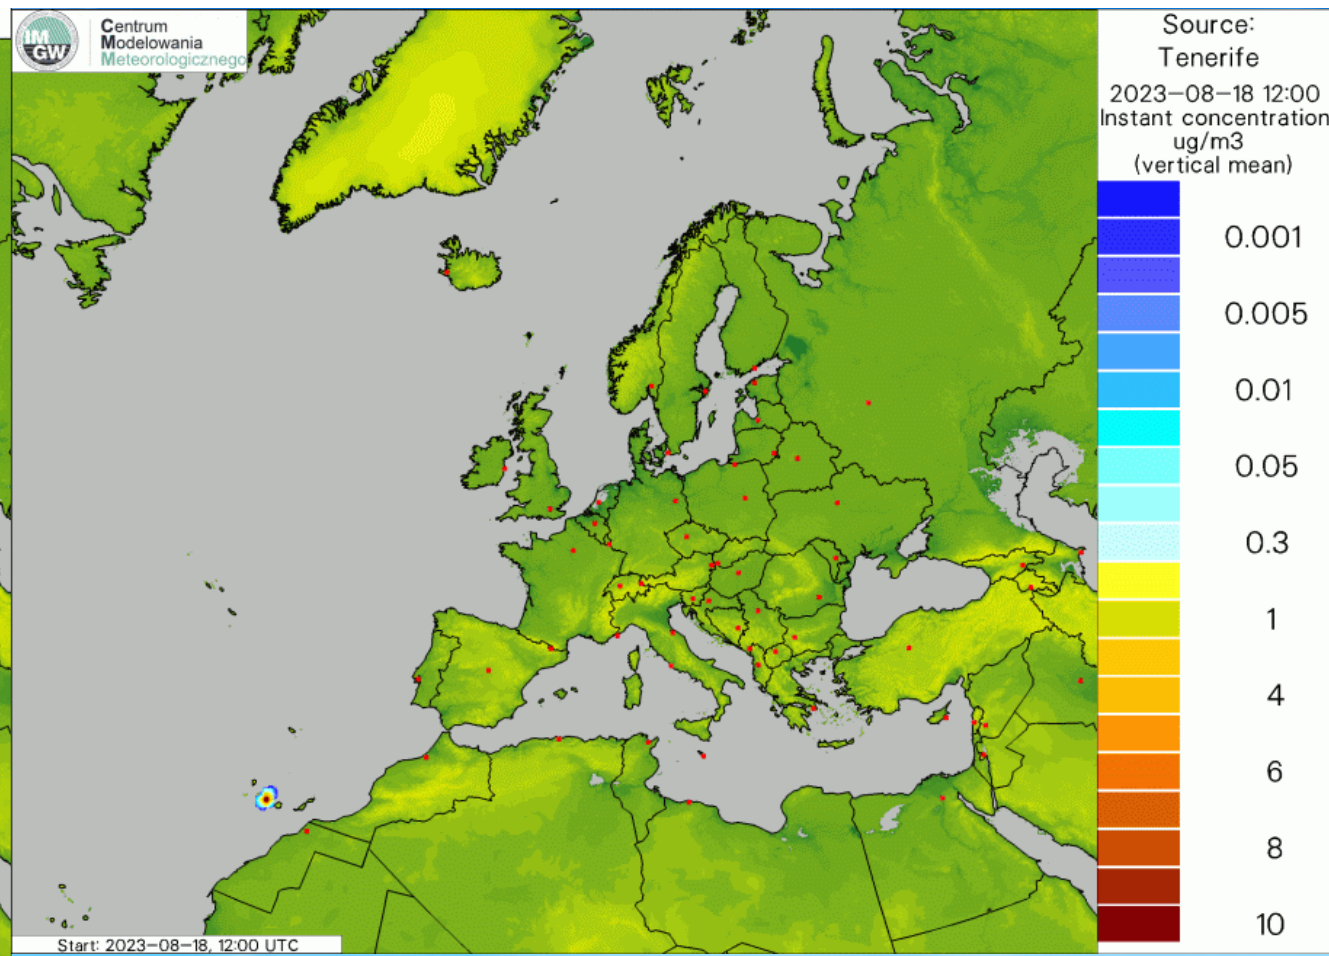 IM
GW
Centrum
Modelowania
Meteorologicznego
Source:
Tenerife
2023-08-18 12:00
Instant concentration
ug/m3
(vertical mean)
0.001
0.005
0.01
0.05
0.3
1
4
6
8
10
Start: 2023-08-18, 12:00 UTC